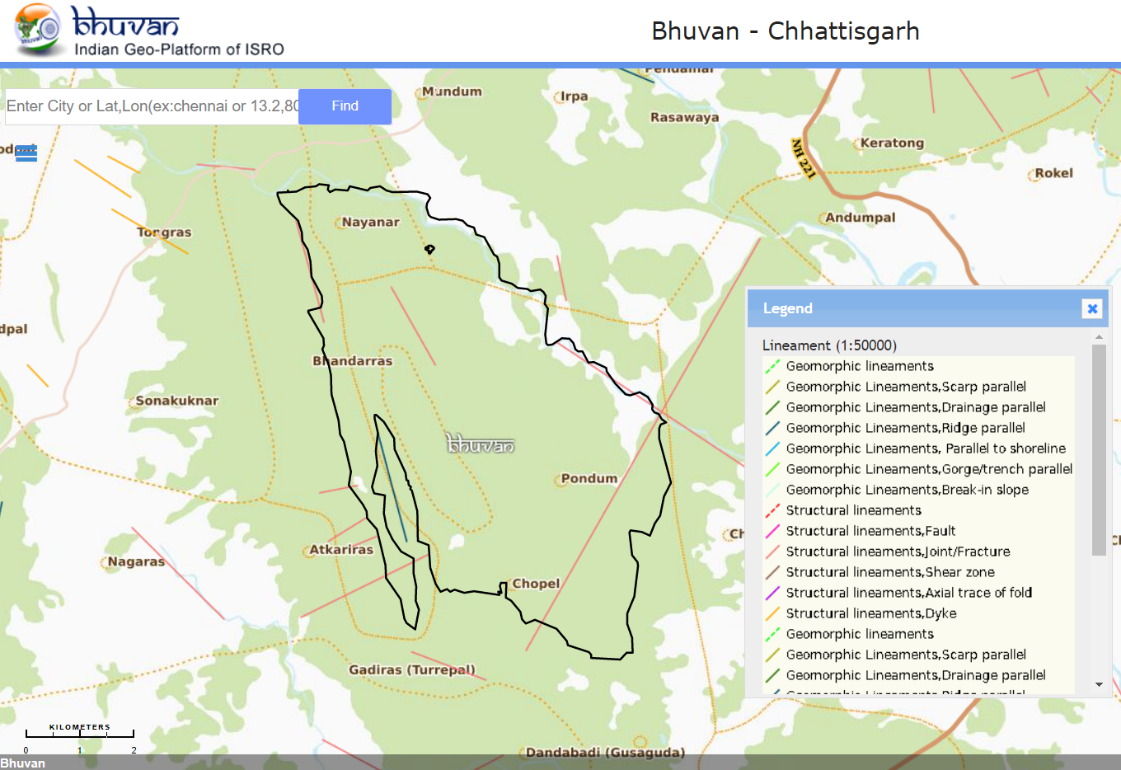 bhuvan
Indian Geo-Platform of ISRO
Bhuvan - Chhattisgarh
Enter City or Lat,Lon(ex:chennai or 13.2,80
Find
Mundum
Irpa
Rasawaya
NH 221
Keratong
Rokel
Andumpal
Tongras
Nayanar
dpal
Bhandarras
Sonakuknar
bhuvan
Pondum
Ch
Atkariras
Nagaras
Chopel
Gadiras (Turrepal)
Dandabadi (Gusaguda)
Legend
Lineament (1:50000)
Geomorphic lineaments
Geomorphic Lineaments,Scarp parallel
Geomorphic Lineaments,Drainage parallel
Geomorphic Lineaments,Ridge parallel
Geomorphic Lineaments, Parallel to shoreline
Geomorphic Lineaments,Gorge/trench parallel
Geomorphic Lineaments,Break-in slope
Structural lineaments
Structural lineaments,Fault
Structural lineaments,Joint/Fracture
Structural lineaments,Shear zone
Structural lineaments,Axial trace of fold
Structural lineaments,Dyke
Geomorphic lineaments
Geomorphic Lineaments,Scarp parallel
Geomorphic Lineaments,Drainage parallel
Geomorphic Lineaments,Ridge parallel
KILOMETERS
0 1 2
Bhuvan